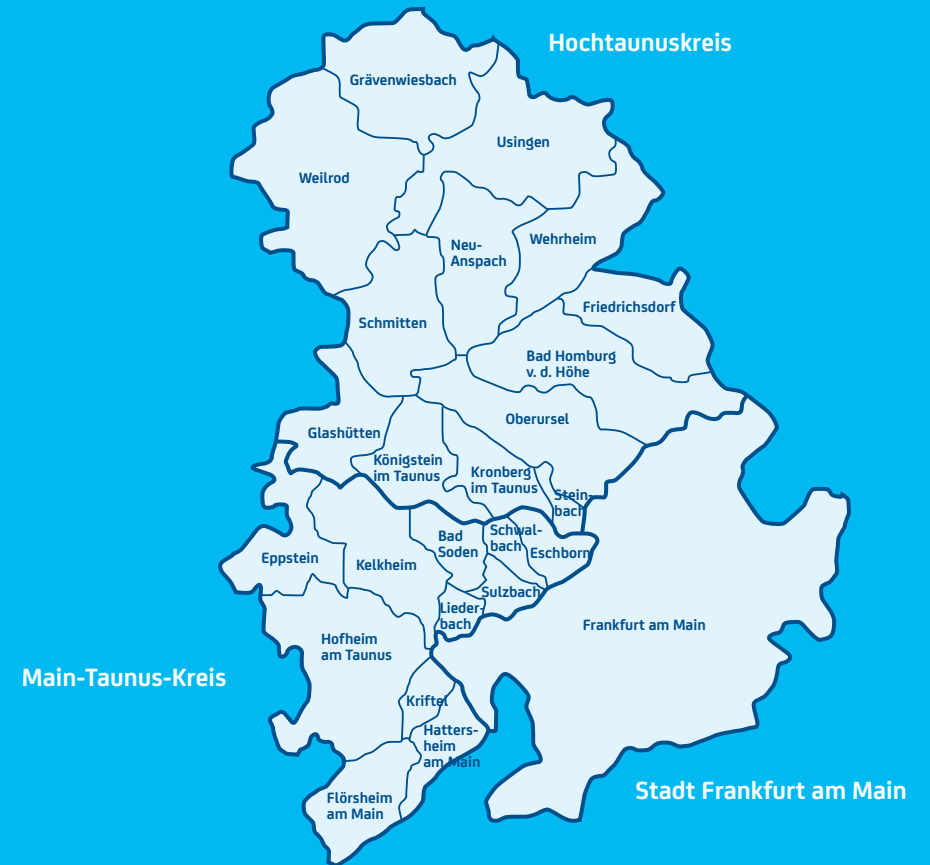 Hochtaunuskreis
Grävenwiesbach
Usingen
Weilrod
Neu-
Anspach
Wehrheim
Friedrichsdorf
Schmitten
Bad Homburg
v. d. Höhe
Oberursel
Glashütten
Königstein
im Taunus
Kronberg
im Taunus
Stein-
bach
Schwal-
bach
Bad
Soden
Eschborn
Eppstein
Kelkheim
Sulzbach
Lieder-
bach
Frankfurt am Main
Hofheim
am Taunus
Main-Taunus-Kreis
Kriftel
Hatters-
heim
am Main
Stadt Frankfurt am Main
Flörsheim
am Main